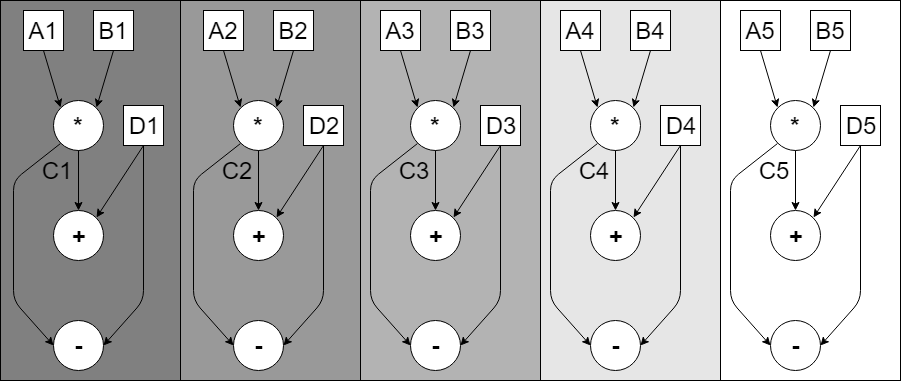 A1 B1 A2 B2 A3 B3 A4 B4 A5 B5
* D1 * D2 * D3 * D4 * D5
C1 C2 C3 C4 C5
+ + + + +
- - - - -